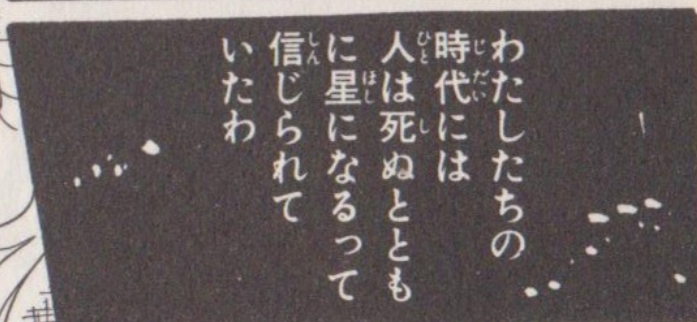 わたしたちの
時代には
人は死ぬととも
に星になるって
信じられて
いたわ